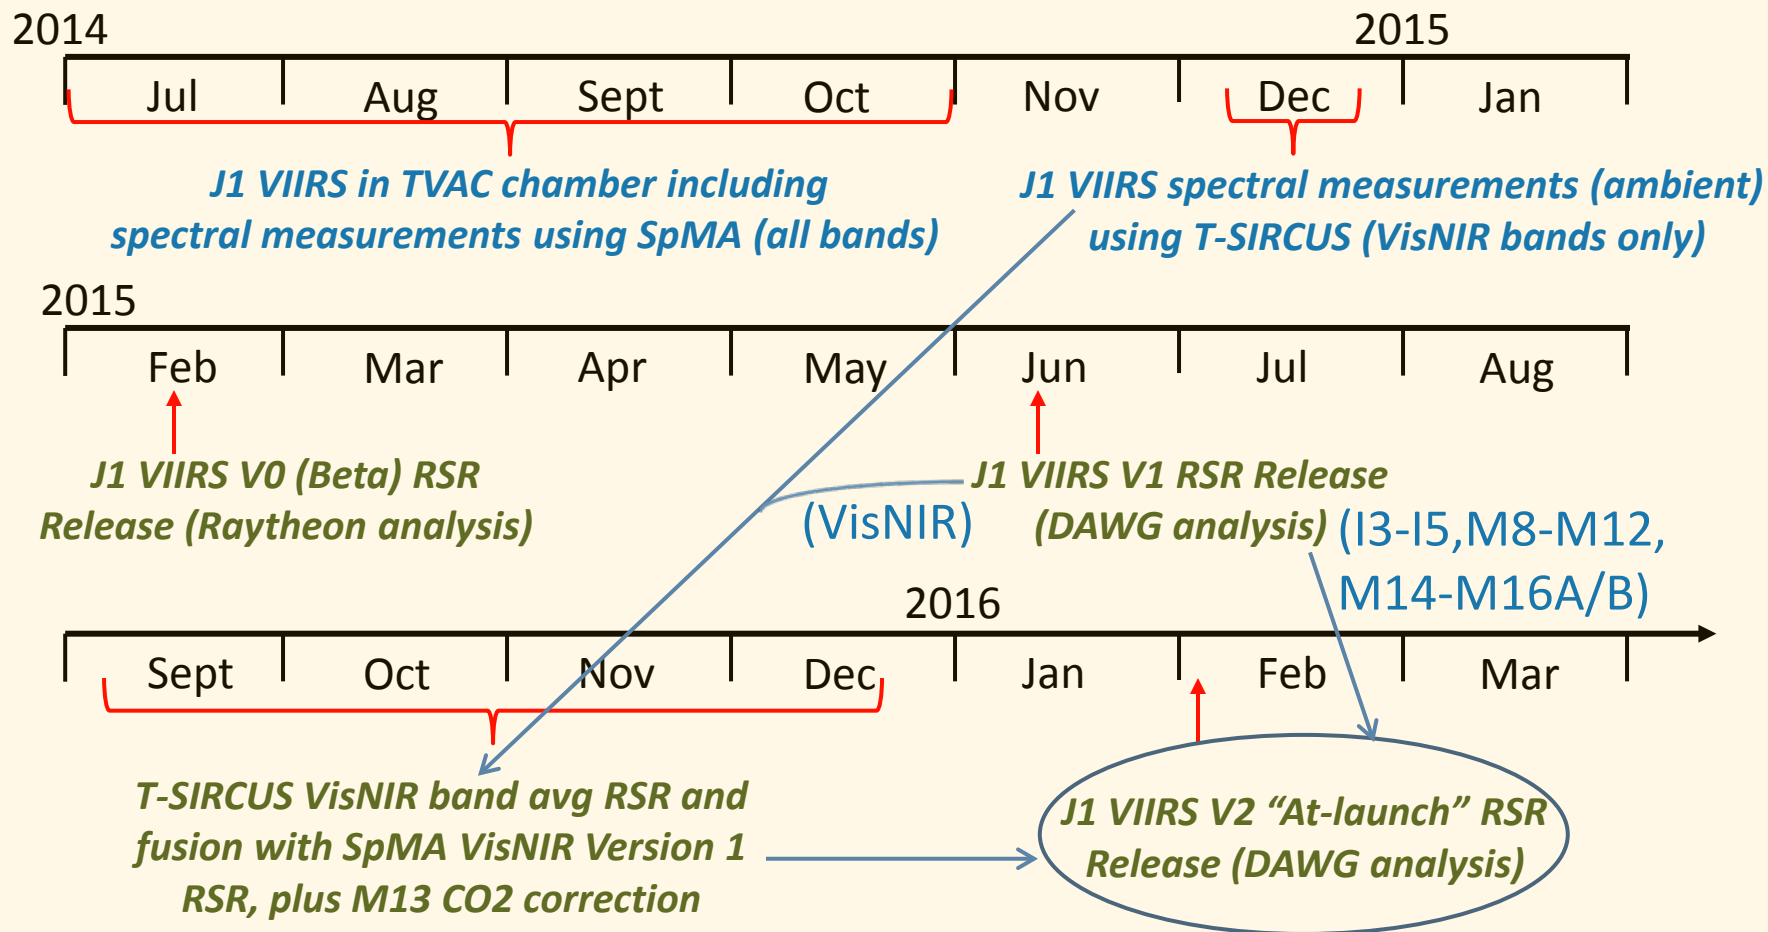 2014 2015
Jul Aug Sept Oct Nov Dec Jan
J1 VIIRS in TVAC chamber including
spectral measurements using SpMA (all bands)
J1 VIIRS spectral measurements (ambient)
using T-SIRCUS (VisNIR bands only)
2015
Feb Mar Apr May Jun Jul Aug
J1 VIIRS V0 (Beta) RSR
Release (Raytheon analysis)
(VisNIR)
J1 VIIRS V1 RSR Release
(DAWG analysis)
(I3-I5,M8-M12,
M14-M16A/B)
2016
Sept Oct Nov Dec Jan Feb Mar
T-SIRCUS VisNIR band avg RSR and
fusion with SpMA VisNIR Version 1
RSR, plus M13 CO2 correction
J1 VIIRS V2 “At-launch” RSR
Release (DAWG analysis)